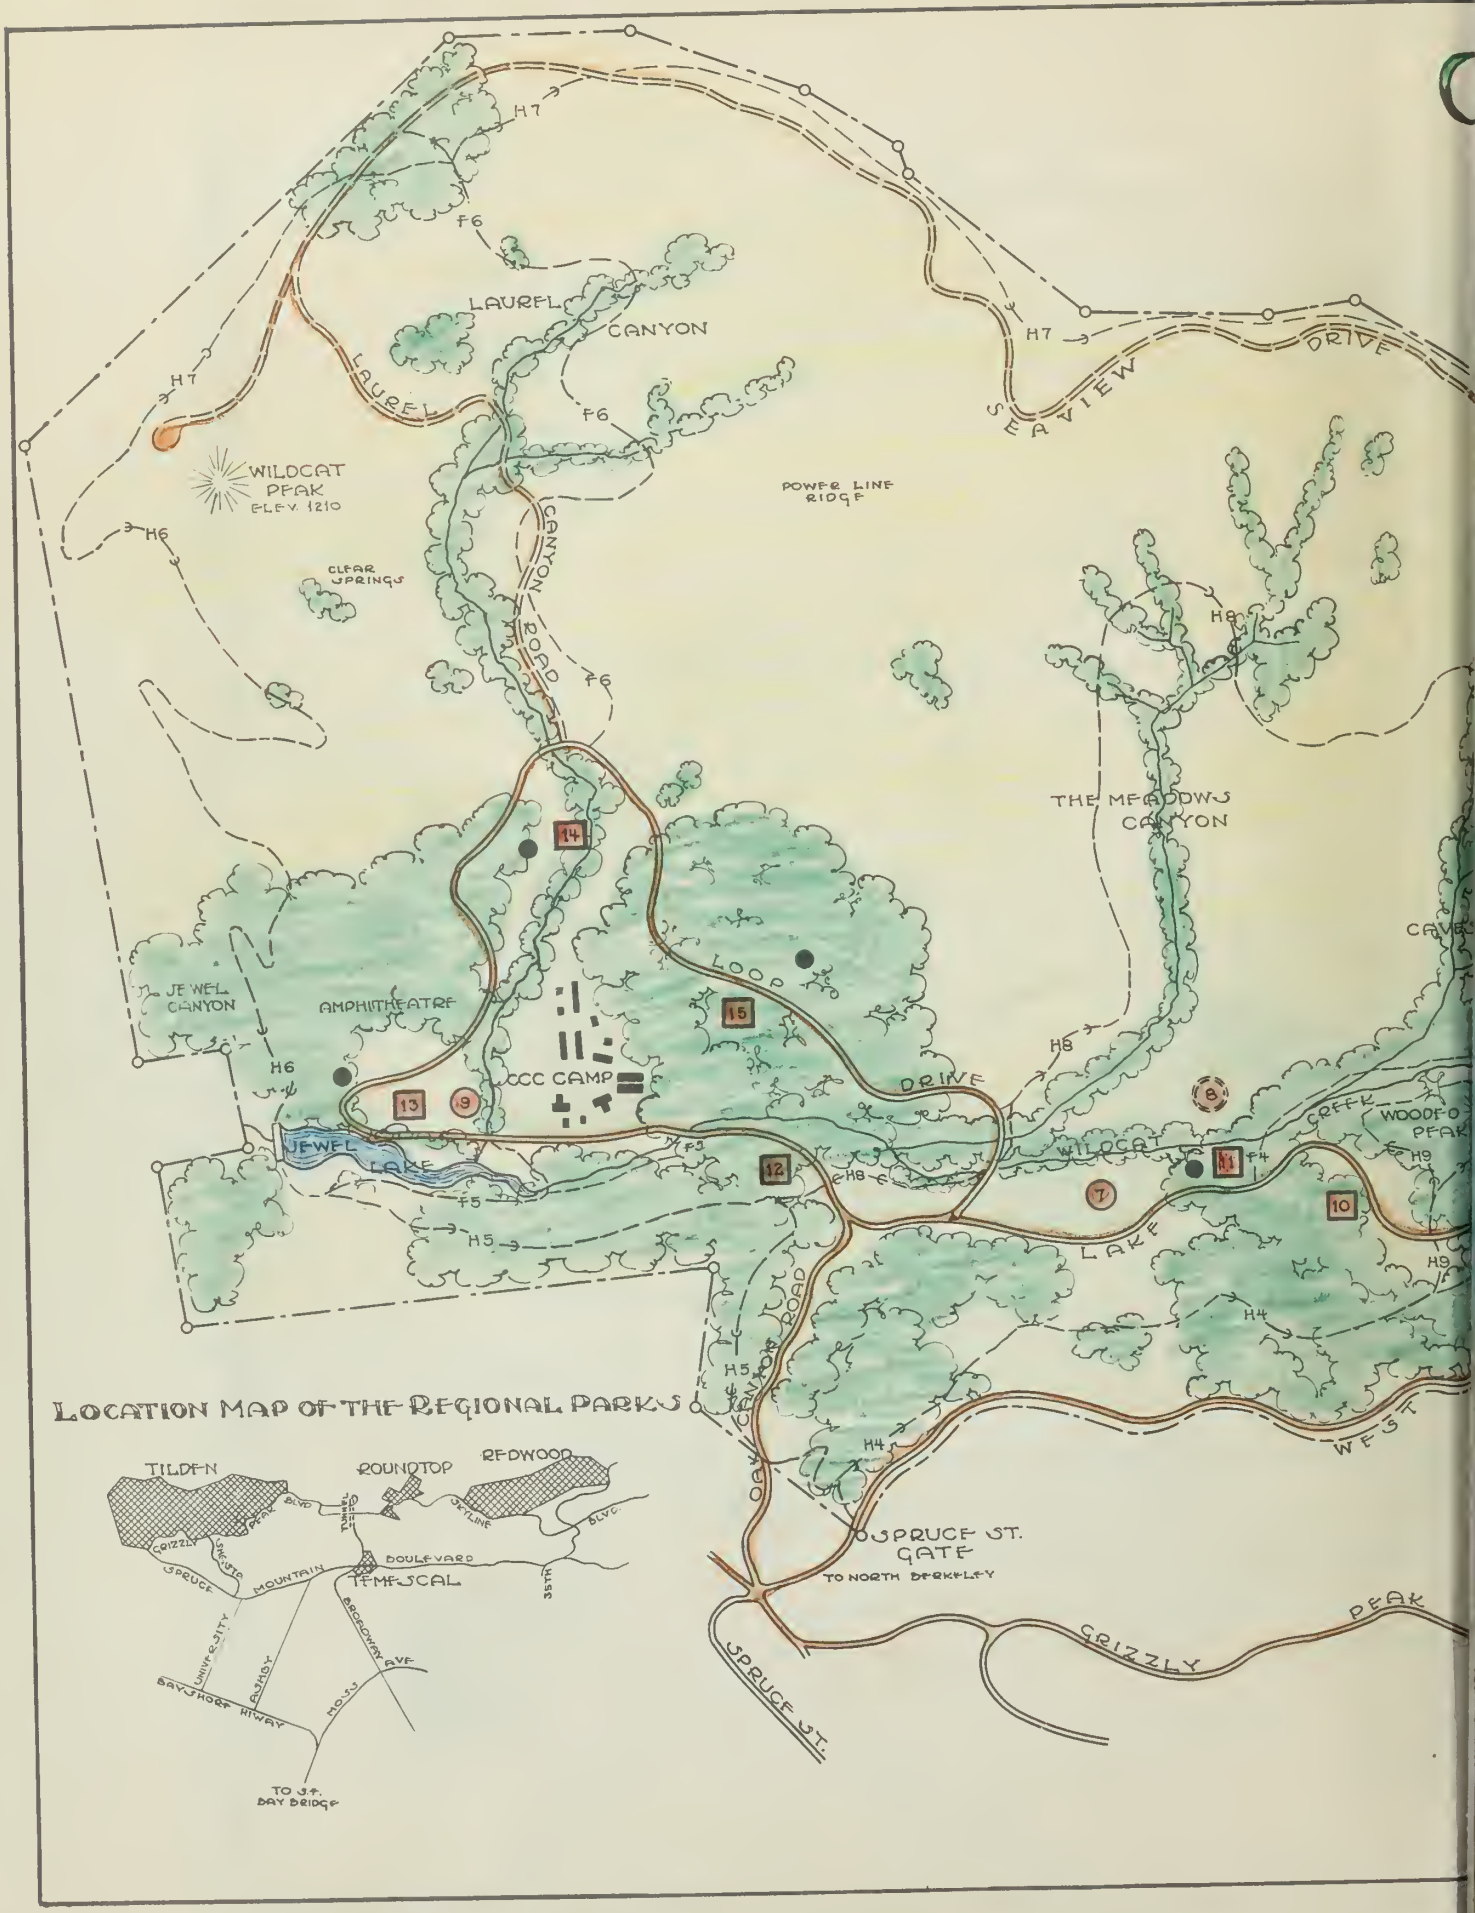 H7
F6
LAUREL
CANYON
H7
DRIVE
SEAVIEW
H7
LAUREL
F6
WILDCAT
PEAK
ELEV. 1210
POWER LINE
RIDGE
CANYON
H6
CLEAR
SPRINGS
ROAD
H8
F6
THE MEADOWS
CANYON
14
CAVE
LOOP
JEWEL
CANYON
AMPHITHEATRE
15
H8
H6
CCC CAMP
DRIVE
13
9
8
CREEK
WOODFO
PEAK
JEWEL
LAKE
F5
WILDCAT
12
H8
11
F4
H9
7
10
F5
H5
LAKE
H9
ROAD
H4
H5
CANYON
LOCATION MAP OF THE REGIONAL PARKS
WEST
H4
OAK
TILDEN
ROUNDTOP
REDWOOD
BLVD
PEAK
TUNNEL
SKYLINE
BLVD.
GRIZZLY
SHASTA
SPRUCE
MOUNTAIN
BOULEVARD
TEMESCAL
35TH
SPRUCE ST.
GATE
TO NORTH BERKELEY
BROADWAY
UNIVERSITY
ASHBY
MOSS
AVE
BAYSHORE HIWAY
TO S.F.
BAY BRIDGE
GRIZZLY
PEAK
SPRUCE ST.